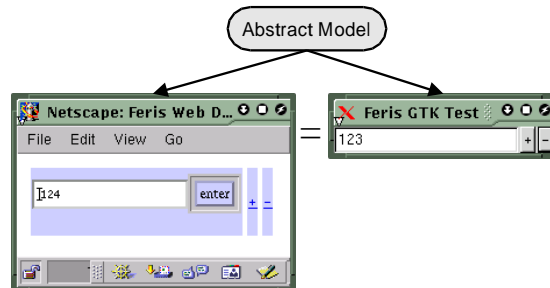 Abstract Model
Netscape: Feris Web D...
File Edit View Go
124
enter
+ -
=
Feris GTK Test
123
+ -